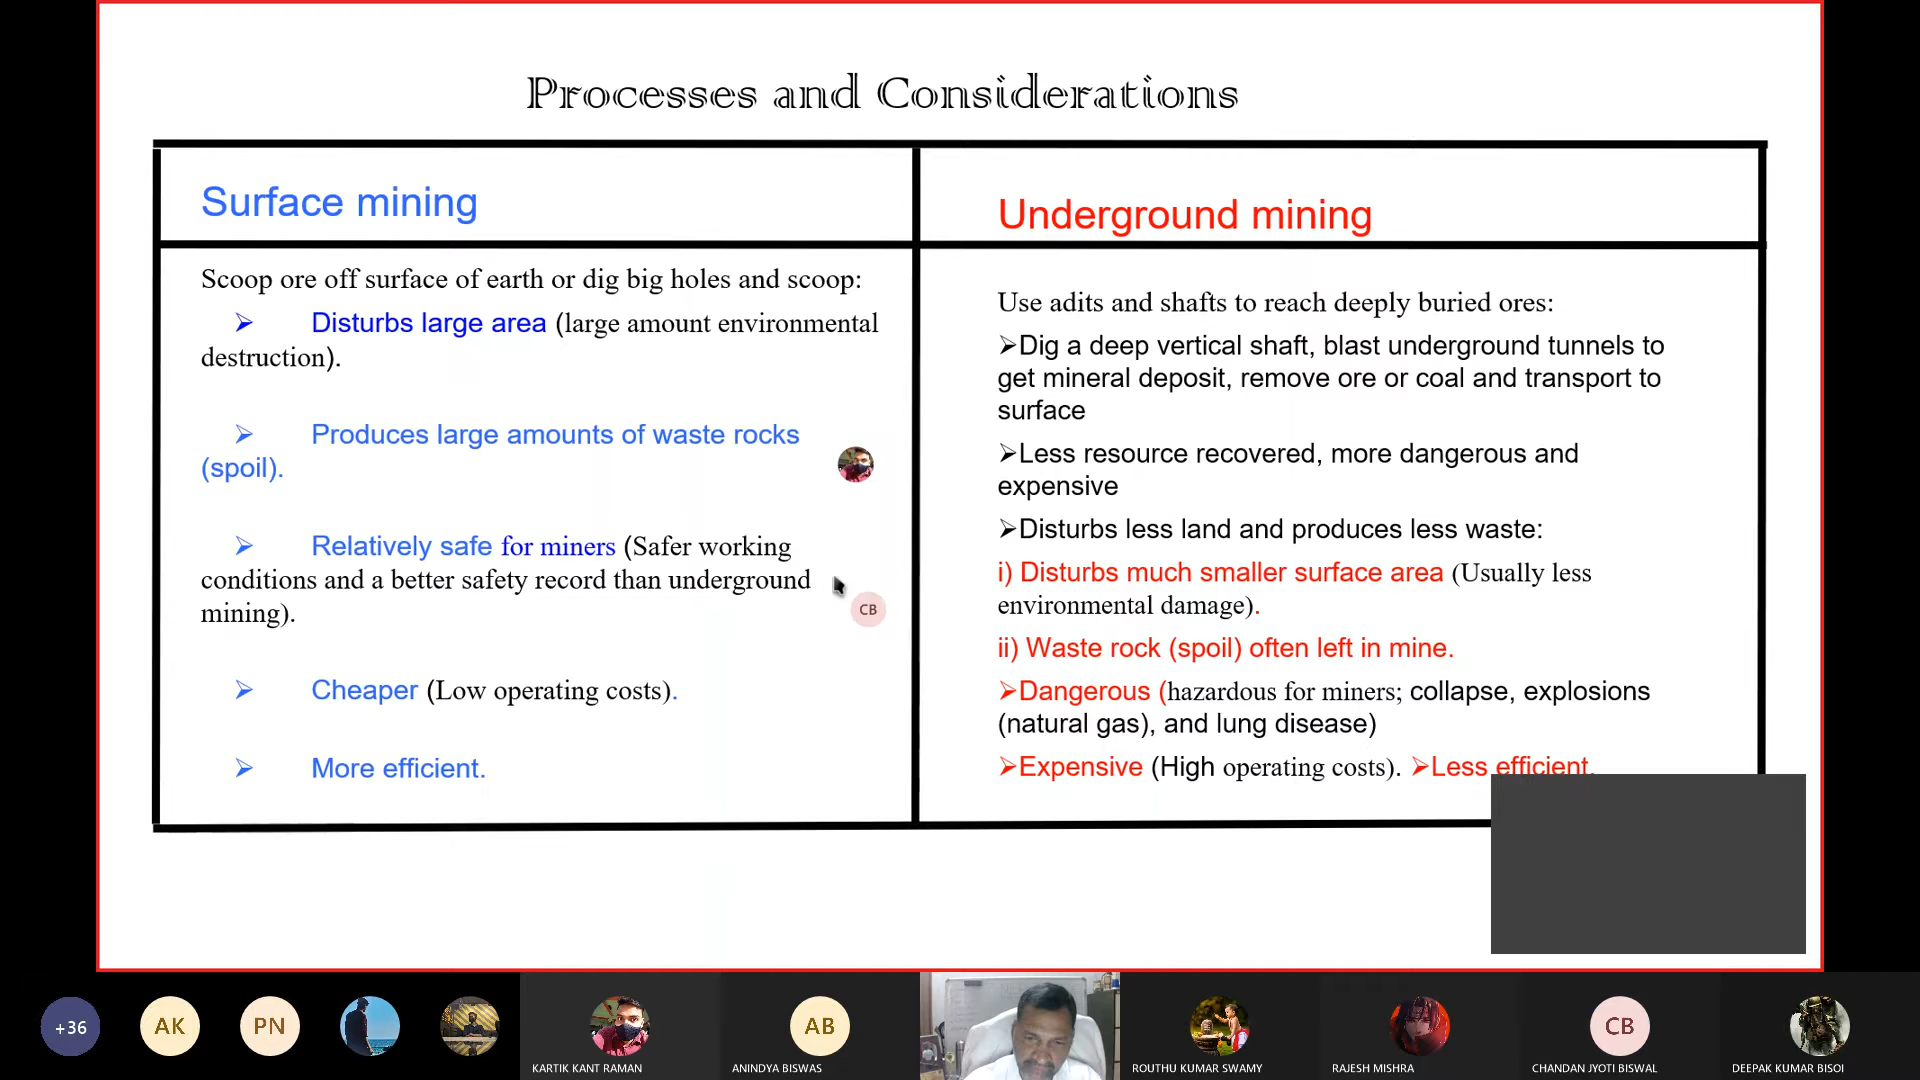 Processes and Considerations
Surface mining
Scoop ore off surface of earth or dig big holes and scoop:
➢ Disturbs large area (large amount environmental
destruction).
➢ Produces large amounts of waste rocks
(spoil).
➢ Relatively safe for miners (Safer working
conditions and a better safety record than underground
mining).
➢ Cheaper (Low operating costs).
➢ More efficient.
Underground mining
Use adits and shafts to reach deeply buried ores:
➢Dig a deep vertical shaft, blast underground tunnels to
get mineral deposit, remove ore or coal and transport to
surface
➢Less resource recovered, more dangerous and
expensive
➢Disturbs less land and produces less waste:
i) Disturbs much smaller surface area (Usually less
environmental damage).
ii) Waste rock (spoil) often left in mine.
➢Dangerous (hazardous for miners; collapse, explosions
(natural gas), and lung disease)
➢Expensive (High operating costs). ➢Less efficient.
CB
+36
AK
PN
KARTIK KANT RAMAN
AB
ANINDYA BISWAS
ROUTHU KUMAR SWAMY
RAJESH MISHRA
CB
CHANDAN JYOTI BISWAL
DEEPAK KUMAR BISOI